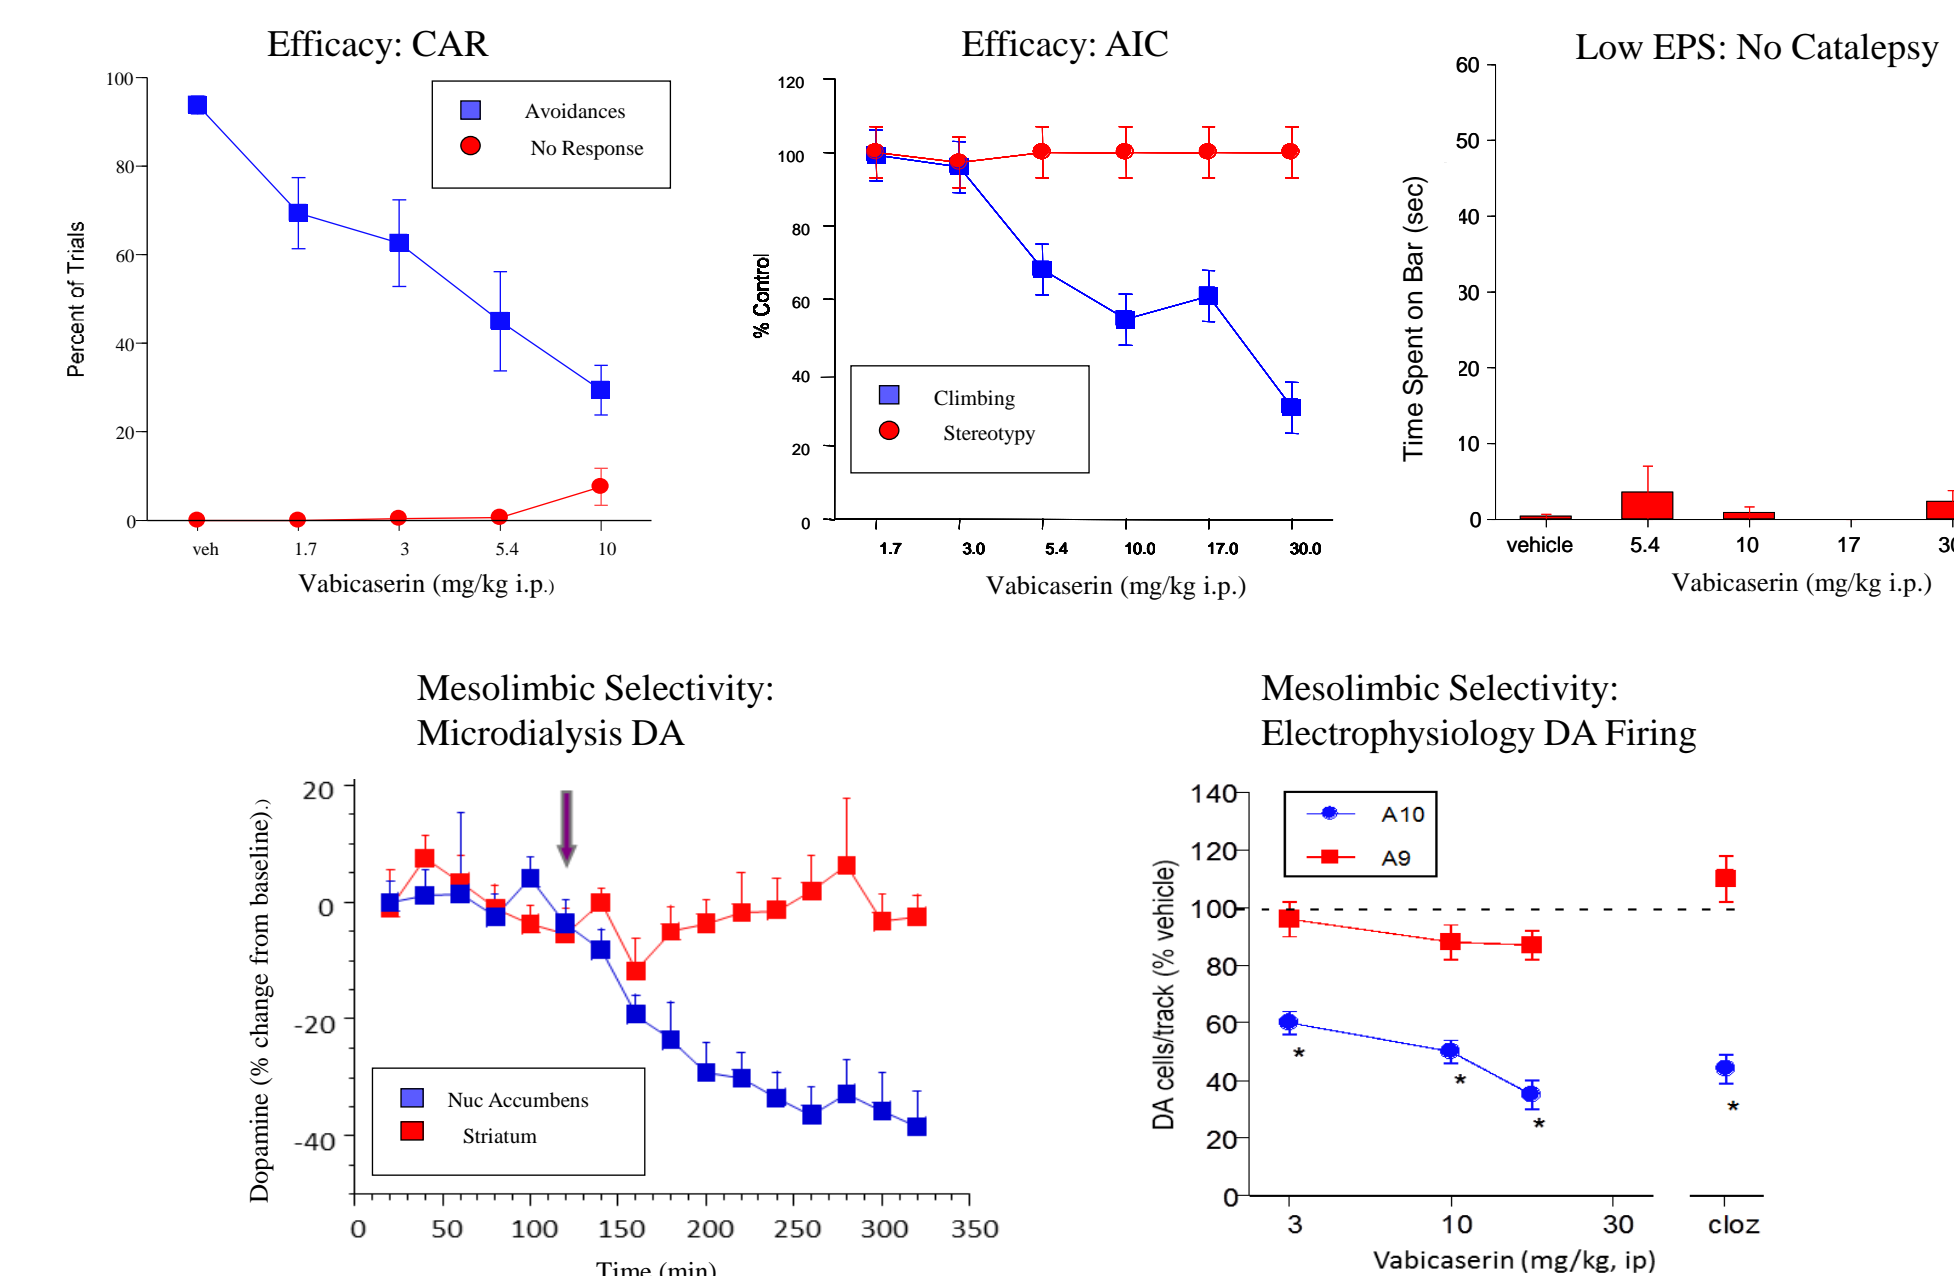 Efficacy: CAR
100
80
60
40
20
0
Percent of Trials
Avoidances
No Response
veh 1.7 3 5.4 10
Vabicaserin (mg/kg i.p.)
Efficacy: AIC
120
100
80
60
40
20
0
% Control
Climbing
Stereotypy
1.7 3.0 5.4 10.0 17.0 30.0
Vabicaserin (mg/kg i.p.)
Low EPS: No Catalepsy
60
50
40
30
20
10
0
Time Spent on Bar (sec)
vehicle 5.4 10 17 30
Vabicaserin (mg/kg i.p.)
Mesolimbic Selectivity:
Microdialysis DA
20
0
-20
-40
Dopamine (% change from baseline).)
Nuc Accumbens
Striatum
0 50 100 150 200 250 300 350
Time (min)
Mesolimbic Selectivity:
Electrophysiology DA Firing
140
120
100
80
60
40
20
0
DA cells/track (% vehicle)
A10
A9
*
*
*
*
3 10 30 cloz
Vabicaserin (mg/kg, ip)